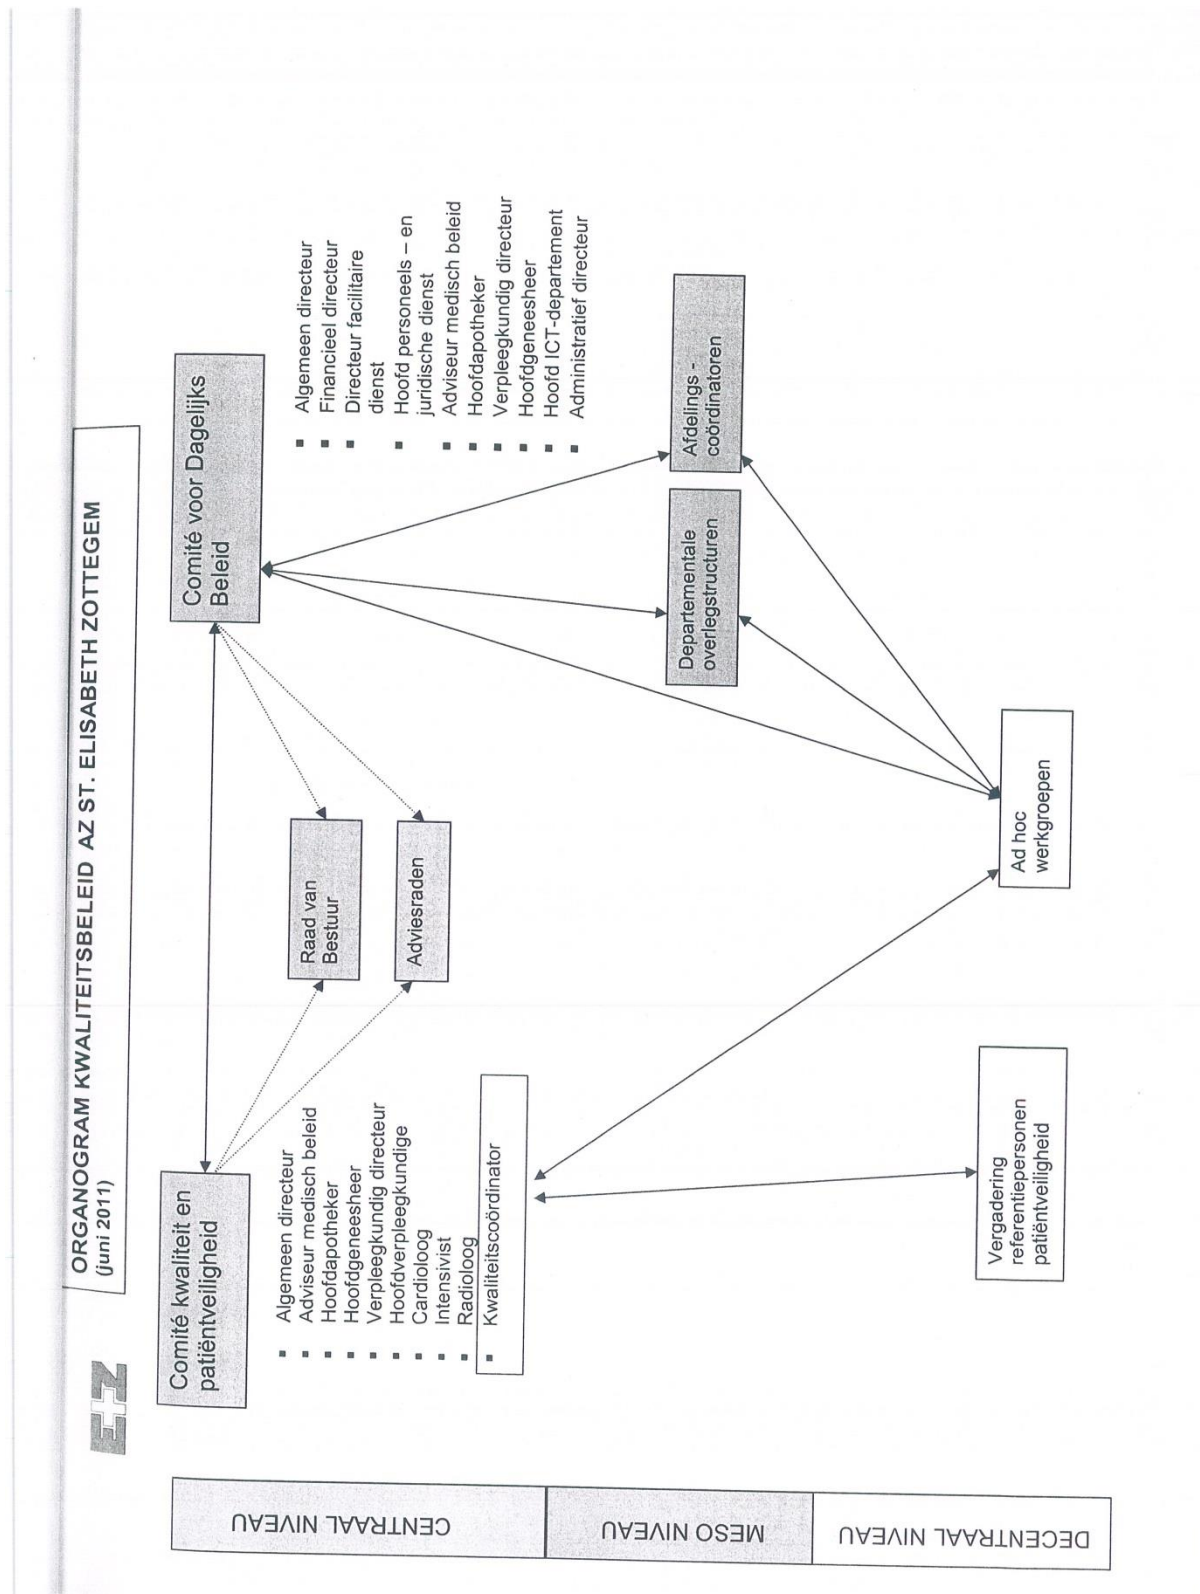 E+Z
ORGANOGRAM KWALITEITSBELEID AZ ST. ELISABETH ZOTTEGEM
(juni 2011)
CENTRAAL NIVEAU
MESO NIVEAU
DECENTRAAL NIVEAU
Comité kwaliteit en
patiëntveiligheid
▪ Algemeen directeur
▪ Adviseur medisch beleid
▪ Hoofdapotheker
▪ Hoofdgeneesheer
▪ Verpleegkundig directeur
▪ Hoofdverpleegkundige
▪ Cardioloog
▪ Intensivist
▪ Radioloog
▪ Kwaliteitscoördinator
Raad van
Bestuur
Adviesraden
Comité voor Dagelijks
Beleid
▪ Algemeen directeur
▪ Financieel directeur
▪ Directeur facilitaire
dienst
▪ Hoofd personeels – en
juridische dienst
▪ Adviseur medisch beleid
▪ Hoofdapotheker
▪ Verpleegkundig directeur
▪ Hoofdgeneesheer
▪ Hoofd ICT-departement
▪ Administratief directeur
Departementale
overlegstructuren
Afdelings -
coördinatoren
Vergadering
referentiepersonen
patiëntveiligheid
Ad hoc
werkgroepen